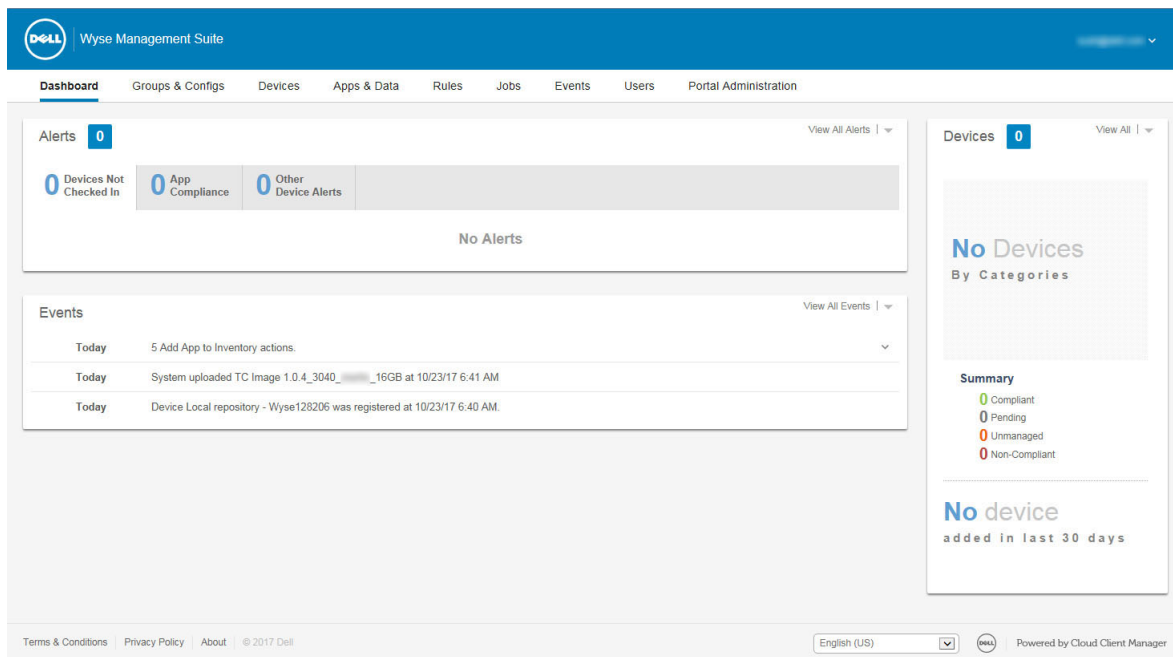 DELL
Wyse Management Suite
Dashboard Groups & Configs Devices Apps & Data Rules Jobs Events Users Portal Administration
Alerts 0
View All Alerts
0 Devices Not Checked In
0 App Compliance
0 Other Device Alerts
No Alerts
Events
View All Events
Today 5 Add App to Inventory actions.
Today System uploaded TC Image 1.0.4_3040_ _16GB at 10/23/17 6:41 AM
Today Device Local repository - Wyse128206 was registered at 10/23/17 6:40 AM.
Devices 0
View All
No Devices
By Categories
Summary
0 Compliant
0 Pending
0 Unmanaged
0 Non-Compliant
No device
added in last 30 days
Terms & Conditions Privacy Policy About © 2017 Dell
English (US)
DELL
Powered by Cloud Client Manager